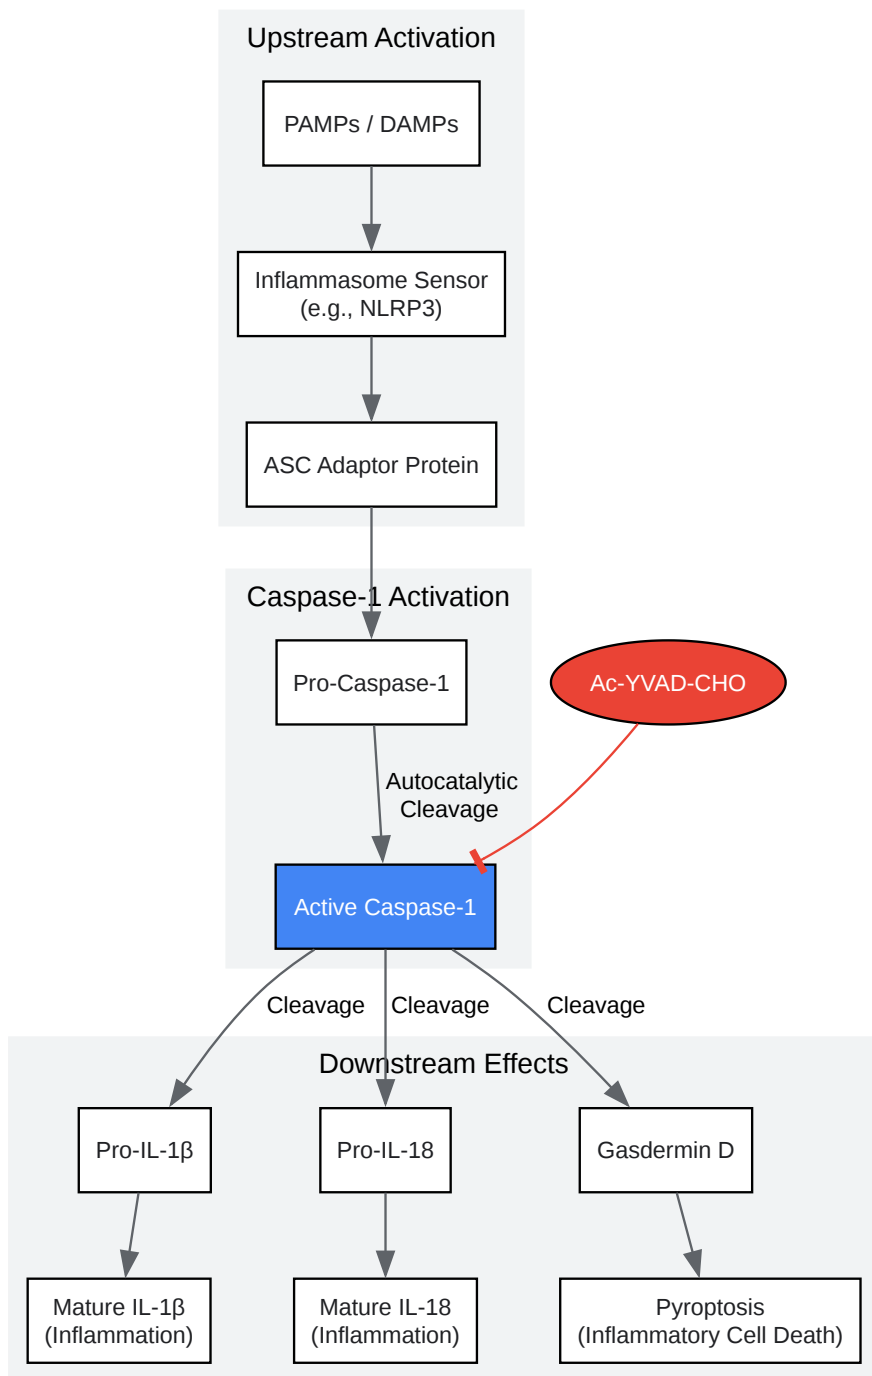 Upstream Activation
PAMPs / DAMPs
Inflammasome Sensor
(e.g., NLRP3)
ASC Adaptor Protein
Caspase-1 Activation
Pro-Caspase-1
Ac-YVAD-CHO
Autocatalytic
Cleavage
Active Caspase-1
Cleavage
Cleavage
Cleavage
Downstream Effects
Pro-IL-1β
Pro-IL-18
Gasdermin D
Mature IL-1β
(Inflammation)
Mature IL-18
(Inflammation)
Pyroptosis
(Inflammatory Cell Death)